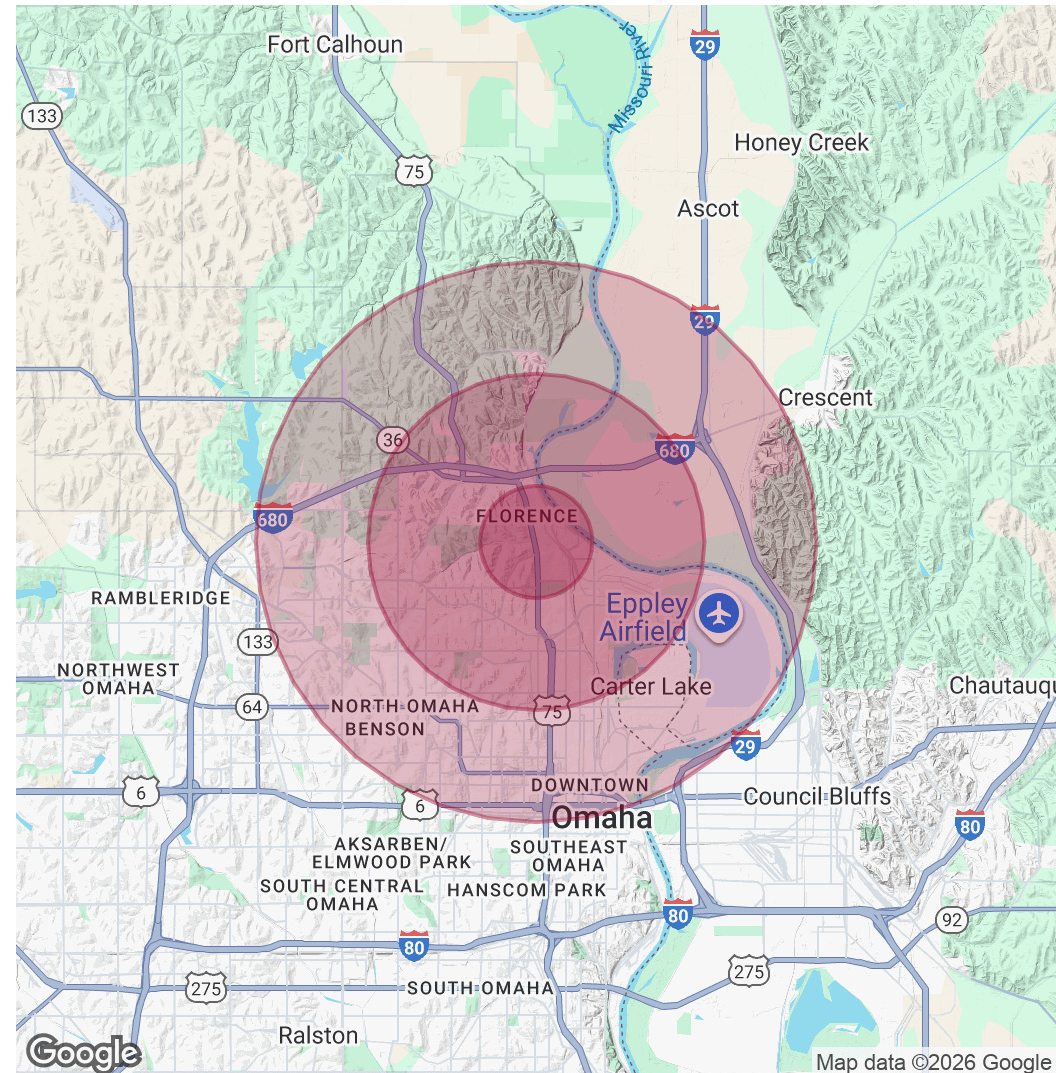 Fort Calhoun
29
Missouri River
133
Honey Creek
75
Ascot
29
Crescent
36
680
680
FLORENCE
RAMBLERIDGE
Eppley
Airfield
133
NORTHWEST
OMAHA
Carter Lake
Chautauqu
64
NORTH OMAHA
75
BENSON
29
DOWNTOWN
6
6
Council Bluffs
Omaha
80
AKSARBEN/
ELMWOOD PARK
SOUTHEAST
OMAHA
SOUTH CENTRAL
OMAHA
HANSCOM PARK
80
92
80
275
275
SOUTH OMAHA
Ralston
Google
Map data ©2026 Google